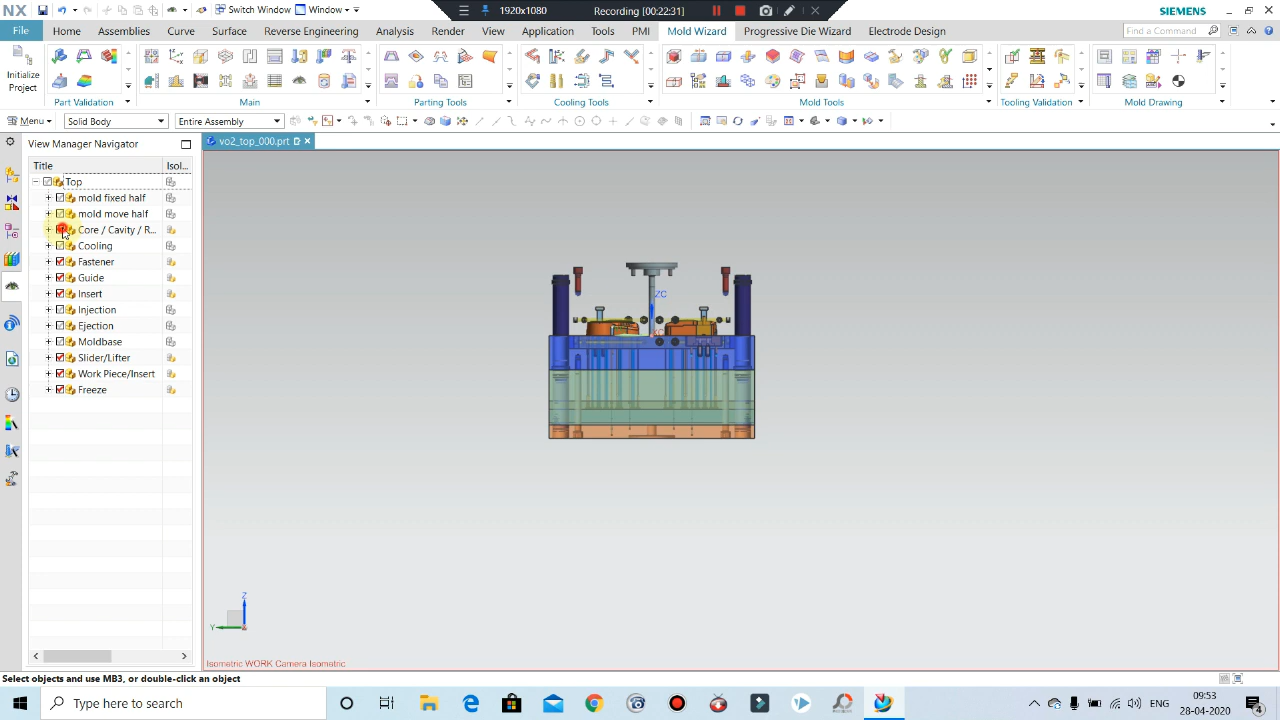 NX
Switch Window
Window
1920x1080
Recording [00:22:31]
SIEMENS
File
Home
Assemblies
Curve
Surface
Analysis
Render
View
Application
Tools
PMI
Mold Wizard
Progressive Die Wizard
Electrode Design
Find a Command
Initialize
Project
Part Validation
Main
Parting Tools
Cooling Tools
Mold Tools
Tooling Validation
Mold Drawing
Menu
Solid Body
Entire Assembly
View Manager Navigator
vo2_top_000.prt
Title
Isol...
Top
mold fixed half
mold move half
Core / Cavity / R...
Cooling
Fastener
Guide
Insert
Injection
Ejection
Moldbase
Slider/Lifter
Work Piece/Insert
Freeze
ZC
Z
Y
Isometric WORK Camera Isometric
Select objects and use MB3, or double-click an object
Type here to search
ENG
09:53
28-04-2020
4